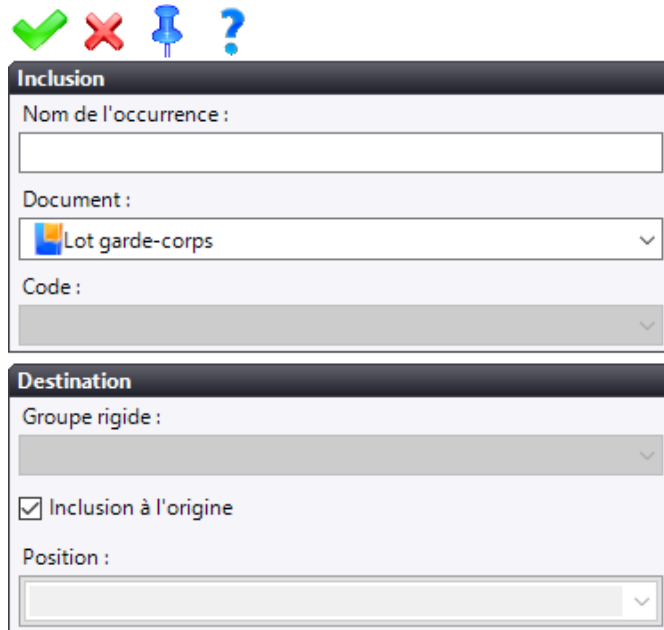 Inclusion
Nom de l'occurrence :
Document :
Lot garde-corps
Code :
Destination
Groupe rigide :
Inclusion à l'origine
Position :